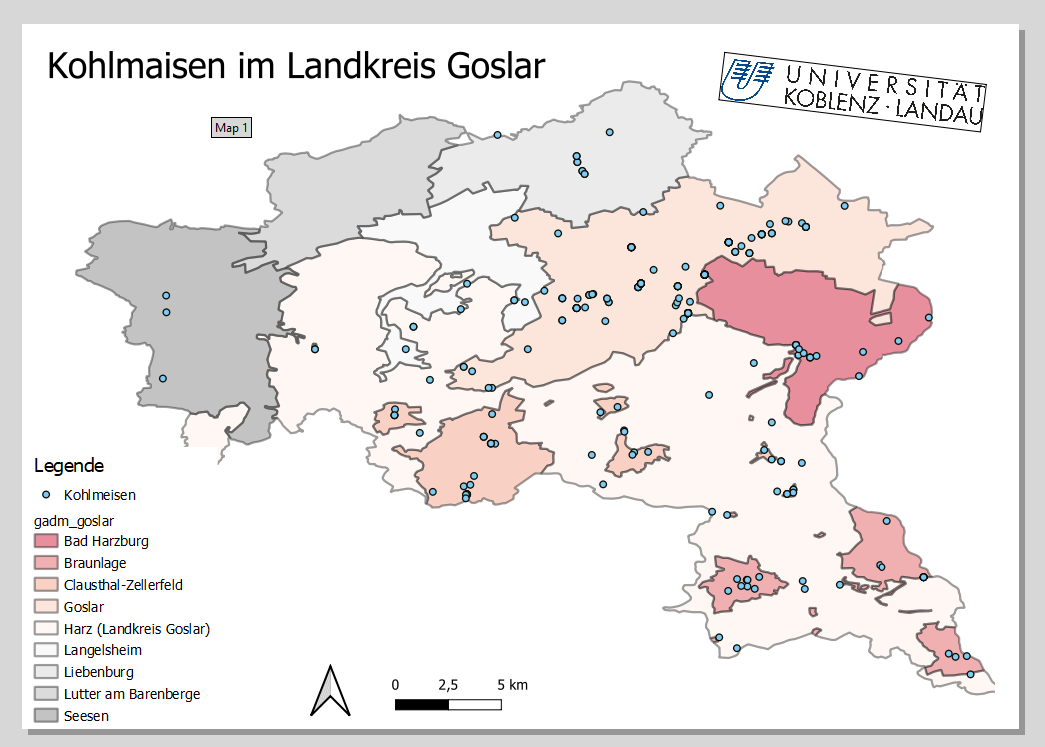 Kohlmaisen im Landkreis Goslar
UNIVERSITÄT
KOBLENZ · LANDAU
Map 1
Legende
Kohlmeisen
gadm_goslar
Bad Harzburg
Braunlage
Clausthal-Zellerfeld
Goslar
Harz (Landkreis Goslar)
Langelsheim
Liebenburg
Lutter am Barenberge
Seesen
0 2,5 5 km